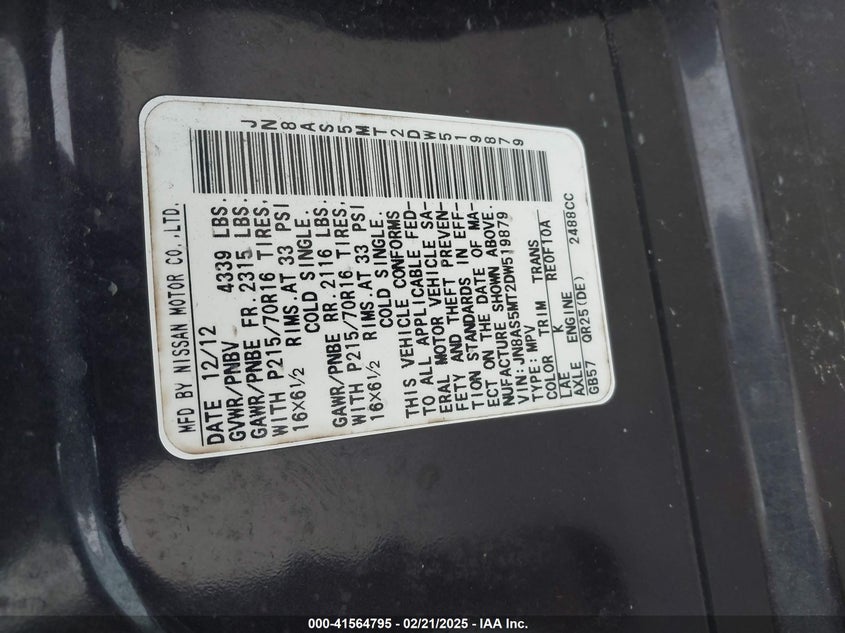 MFD BY NISSAN MOTOR CO.,LTD.
DATE 12/12
GVWR/PNBV 4339 LBS.
GAWR/PNBE FR. 2315 LBS.
WITH P215/70R16 TIRES,
16X6½ RIMS.AT 33 PSI
COLD SINGLE.
GAWR/PNBE RR. 2116 LBS.
WITH P215/70R16 TIRES,
16X6½ RIMS.AT 33 PSI
COLD SINGLE.
THIS VEHICLE CONFORMS
TO ALL APPLICABLE FED-
ERAL MOTOR VEHICLE SA-
FETY AND THEFT PREVEN-
TION STANDARDS IN EFF-
ECT ON THE DATE OF MA-
NUFACTURE SHOWN ABOVE.
VIN:JN8AS5MT2DW519879
TYPE:MPV
COLOR TRIM TRANS
LAE K RE0F10A
AXLE ENGINE
GB57 QR25(DE) 2488CC
JN8AS5MT2DW519879
000-41564795 - 02/21/2025 - IAA Inc.